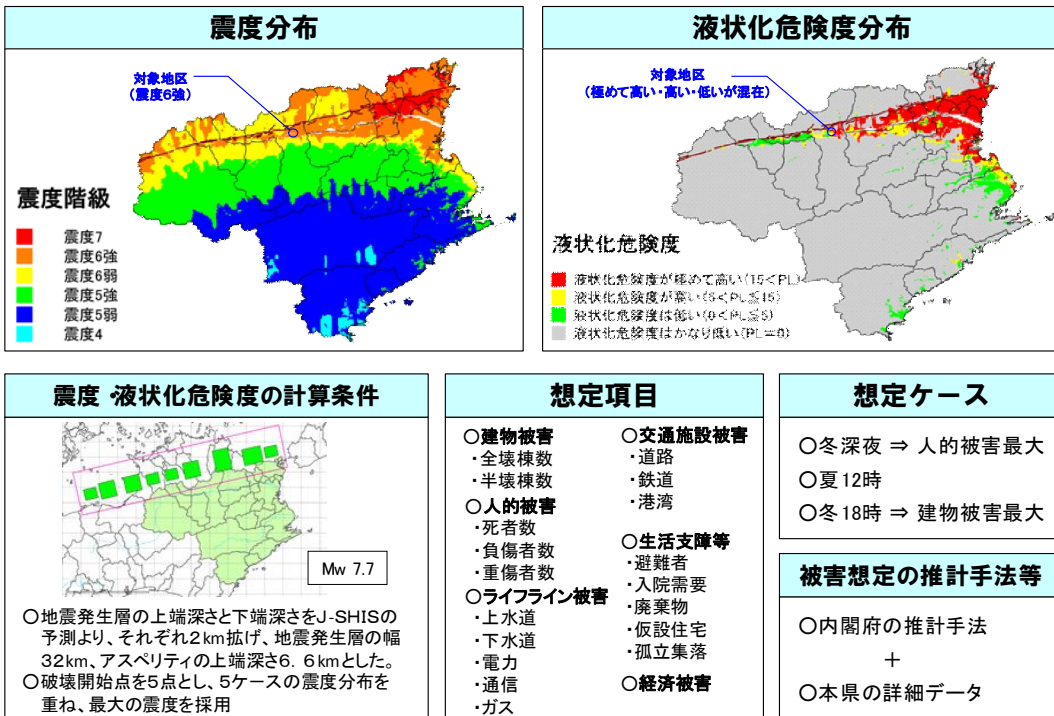 震度分布
対象地区
(震度6強)
震度階級
震度7
震度6強
震度6弱
震度5強
震度5弱
震度4
液状化危険度分布
対象地区
(極めて高い・高い・低いが混在)
液状化危険度
液状化危険度が極めて高い(15<PL)
液状化危険度が高い(5<PL≦15)
液状化危険度は低い(0<PL≦5)
液状化危険度はかなり低い(PL=0)
震度・液状化危険度の計算条件
Mw 7.7
○地震発生層の上端深さと下端深さをJ-SHISの
予測より、それぞれ2km拡げ、地震発生層の幅
32km、アスペリティの上端深さ6.6kmとした。
○破壊開始点を5点とし、5ケースの震度分布を
重ね、最大の震度を採用
想定項目
○建物被害
・全壊棟数
・半壊棟数
○人的被害
・死者数
・負傷者数
・重傷者数
○ライフライン被害
・上水道
・下水道
・電力
・通信
・ガス
○交通施設被害
・道路
・鉄道
・港湾
○生活支障等
・避難者
・入院需要
・廃棄物
・仮設住宅
・孤立集落
○経済被害
想定ケース
○冬深夜 ⇒ 人的被害最大
○夏12時
○冬18時 ⇒ 建物被害最大
被害想定の推計手法等
○内閣府の推計手法
+
○本県の詳細データ